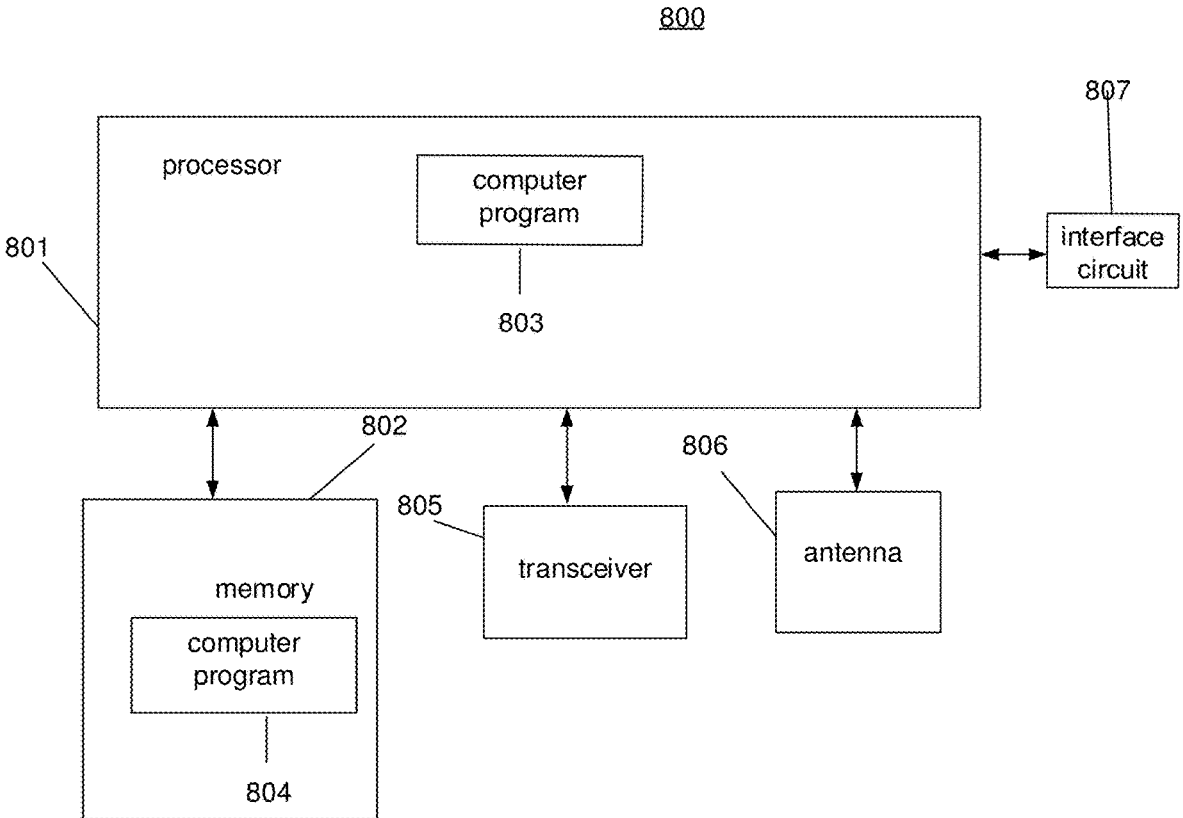 800
807
processor
computer
program
801
interface
circuit
803
802
806
805
antenna
transceiver
memory
computer
program
804